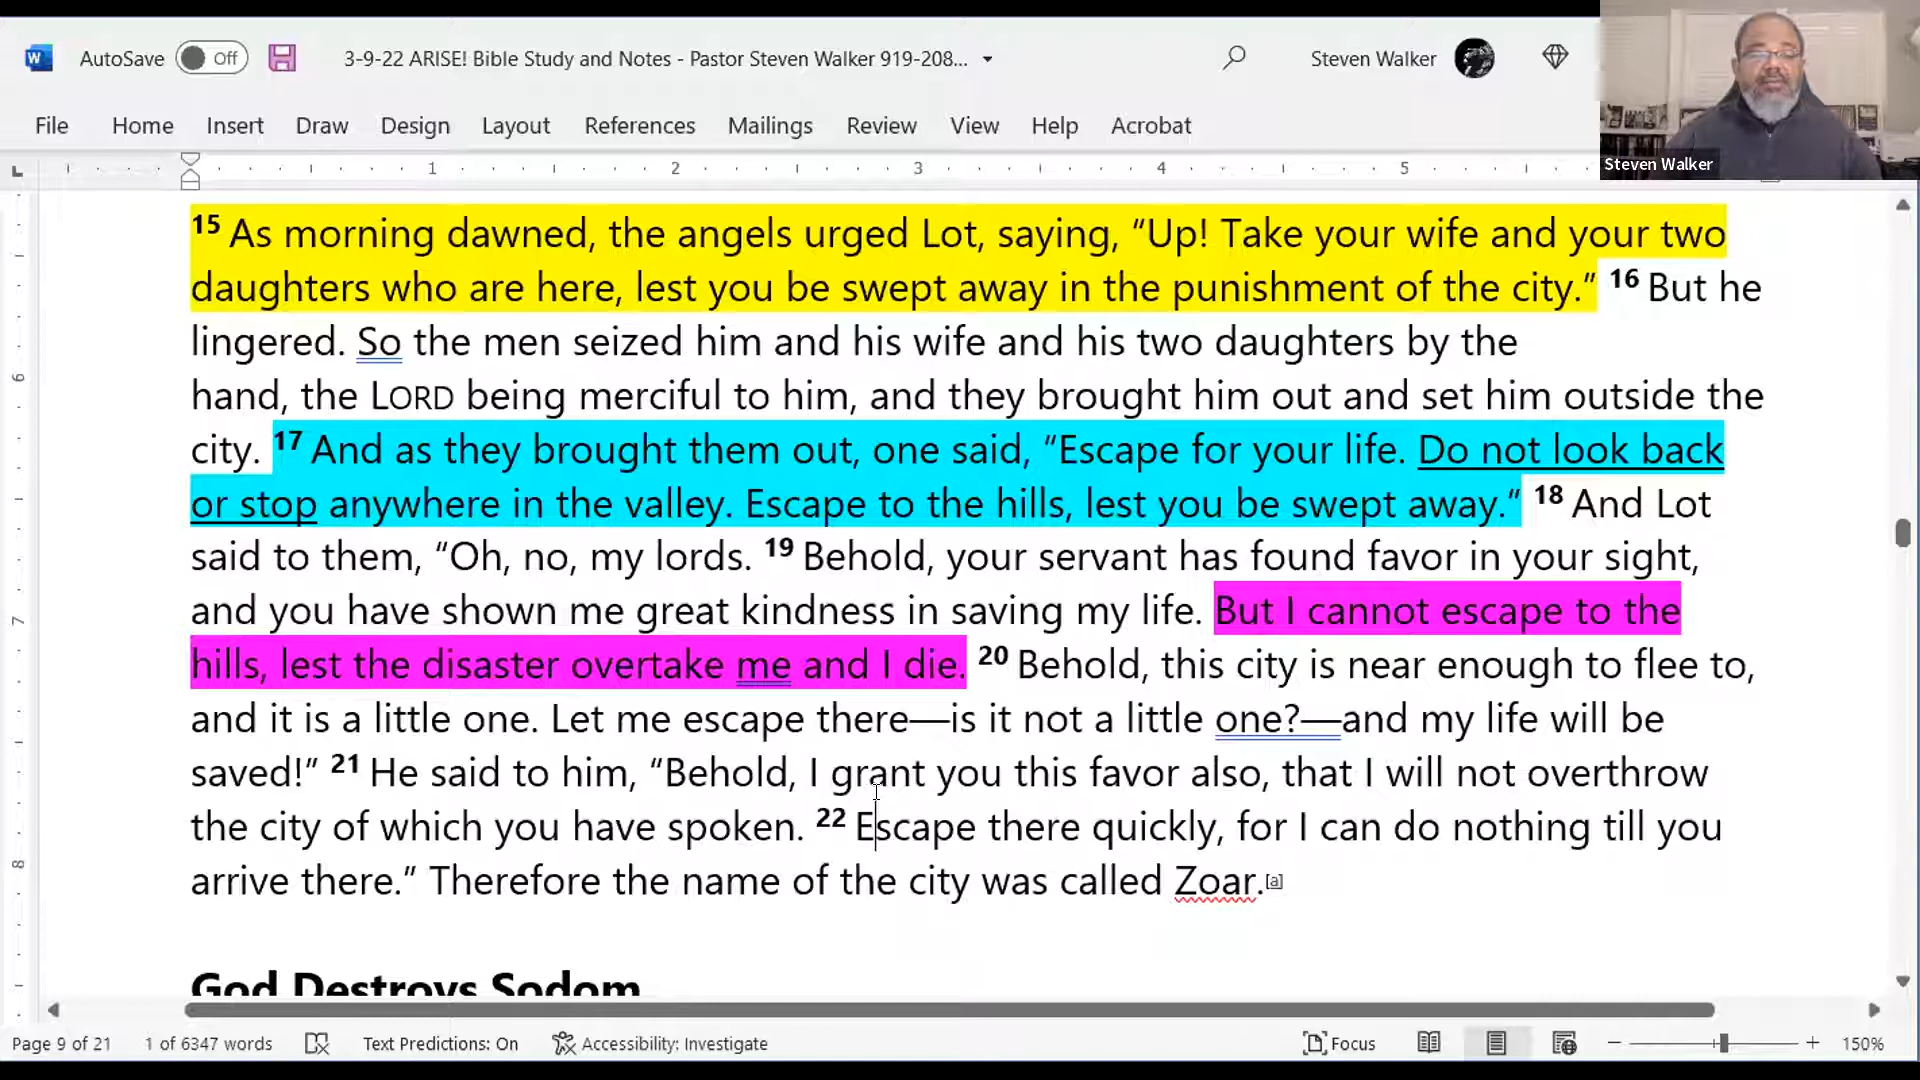 AutoSave Off 3-9-22 ARISE! Bible Study and Notes - Pastor Steven Walker 919-208... Steven Walker
File Home Insert Draw Design Layout References Mailings Review View Help Acrobat
Steven Walker
1 2 3 4 5
15 As morning dawned, the angels urged Lot, saying, “Up! Take your wife and your two
daughters who are here, lest you be swept away in the punishment of the city.” 16 But he
lingered. So the men seized him and his wife and his two daughters by the
hand, the LORD being merciful to him, and they brought him out and set him outside the
city. 17 And as they brought them out, one said, “Escape for your life. Do not look back
or stop anywhere in the valley. Escape to the hills, lest you be swept away.” 18 And Lot
said to them, “Oh, no, my lords. 19 Behold, your servant has found favor in your sight,
and you have shown me great kindness in saving my life. But I cannot escape to the
hills, lest the disaster overtake me and I die. 20 Behold, this city is near enough to flee to,
and it is a little one. Let me escape there—is it not a little one?—and my life will be
saved!” 21 He said to him, “Behold, I grant you this favor also, that I will not overthrow
the city of which you have spoken. 22 Escape there quickly, for I can do nothing till you
arrive there.” Therefore the name of the city was called Zoar.[a]
God Destroys Sodom
6
7
8
Page 9 of 21 1 of 6347 words Text Predictions: On Accessibility: Investigate Focus 150%